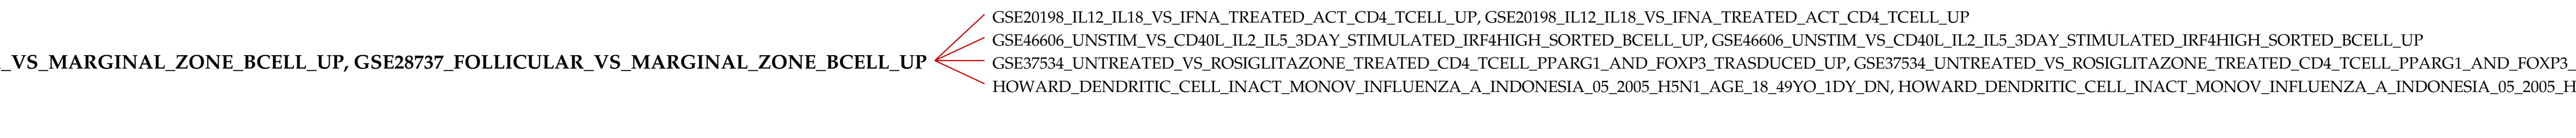 GSE20198_IL12_IL18_VS_IFNA_TREATED_ACT_CD4_TCELL_UP, GSE20198_IL12_IL18_VS_IFNA_TREATED_ACT_CD4_TCELL_UP
GSE46606_UNSTIM_VS_CD40L_IL2_IL5_3DAY_STIMULATED_IRF4HIGH_SORTED_BCELL_UP, GSE46606_UNSTIM_VS_CD40L_IL2_IL5_3DAY_STIMULATED_IRF4HIGH_SORTED_BCELL_UP
_VS_MARGINAL_ZONE_BCELL_UP, GSE28737_FOLLICULAR_VS_MARGINAL_ZONE_BCELL_UP
GSE37534_UNTREATED_VS_ROSIGLITAZONE_TREATED_CD4_TCELL_PPARG1_AND_FOXP3_TRASDUCED_UP, GSE37534_UNTREATED_VS_ROSIGLITAZONE_TREATED_CD4_TCELL_PPARG1_AND_FOXP3_
HOWARD_DENDRITIC_CELL_INACT_MONOV_INFLUENZA_A_INDONESIA_05_2005_H5N1_AGE_18_49YO_1DY_DN, HOWARD_DENDRITIC_CELL_INACT_MONOV_INFLUENZA_A_INDONESIA_05_2005_H